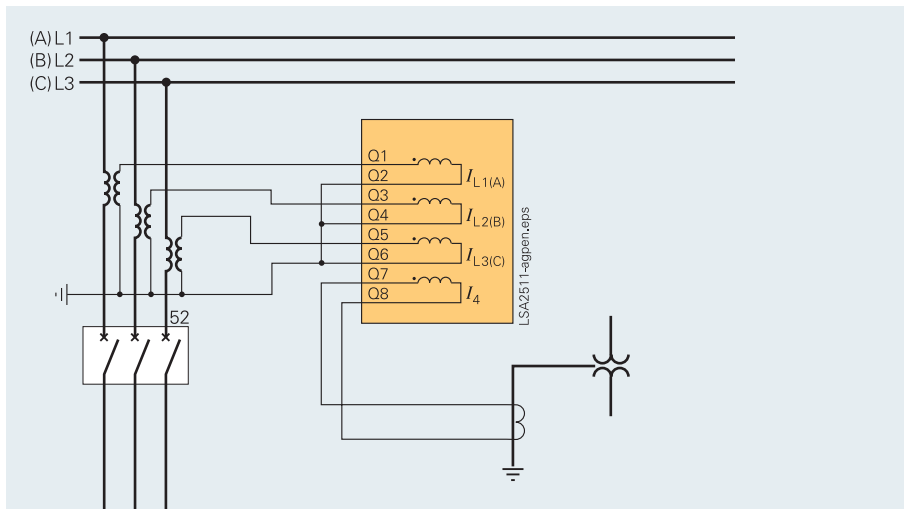 (A) L1
(B) L2
(C) L3
Q1
Q2
Q3
Q4
Q5
Q6
Q7
Q8
IL1(A)
IL2(B)
IL3(C)
I4
LSA2511-agpen.eps
52